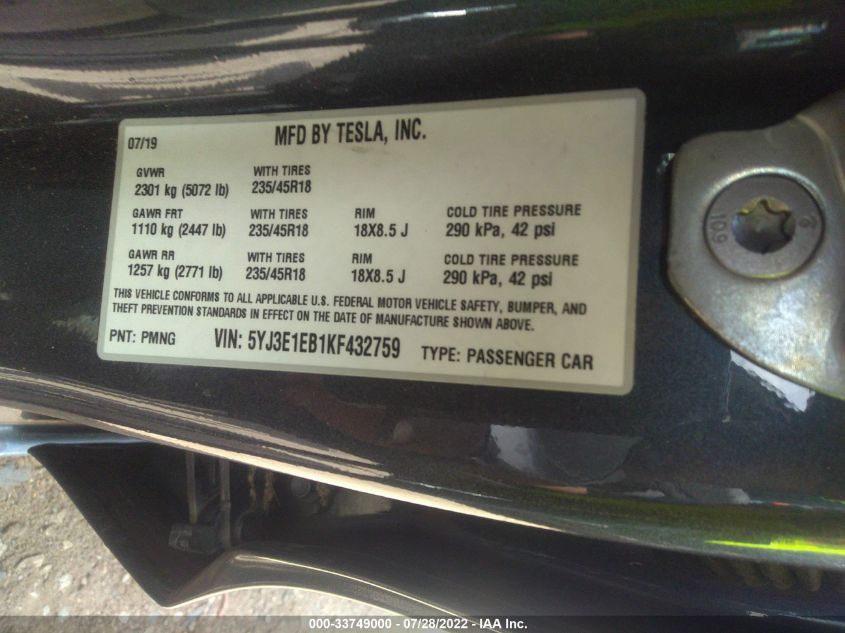 07/19
MFD BY TESLA, INC.
GVWR WITH TIRES
2301 kg (5072 lb) 235/45R18
GAWR FRT WITH TIRES RIM COLD TIRE PRESSURE
1110 kg (2447 lb) 235/45R18 18X8.5 J 290 kPa, 42 psi
GAWR RR WITH TIRES RIM COLD TIRE PRESSURE
1257 kg (2771 lb) 235/45R18 18X8.5 J 290 kPa, 42 psi
THIS VEHICLE CONFORMS TO ALL APPLICABLE U.S. FEDERAL MOTOR VEHICLE SAFETY, BUMPER, AND
THEFT PREVENTION STANDARDS IN EFFECT ON THE DATE OF MANUFACTURE SHOWN ABOVE.
PNT: PMNG VIN: 5YJ3E1EB1KF432759 TYPE: PASSENGER CAR
10.9
000-33749000 - 07/28/2022 - IAA Inc.